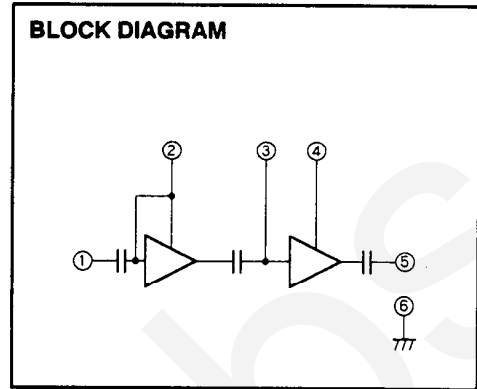 BLOCK DIAGRAM
② ③ ④
① ⑤
⑥